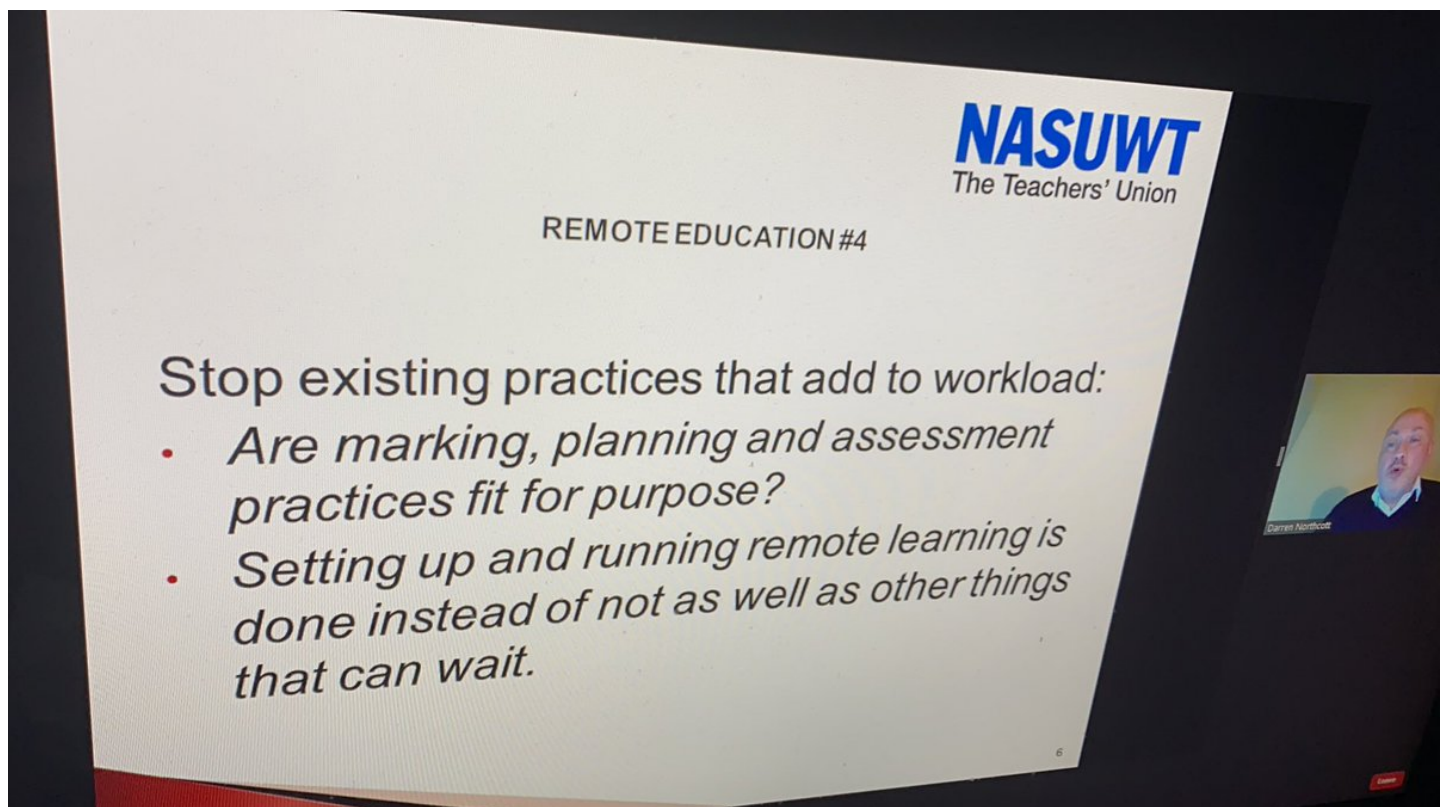 NASUWT
The Teachers' Union
REMOTE EDUCATION #4
Stop existing practices that add to workload:
• Are marking, planning and assessment
practices fit for purpose?
• Setting up and running remote learning is
done instead of not as well as other things
that can wait.
Darren Northcott
6
Leave